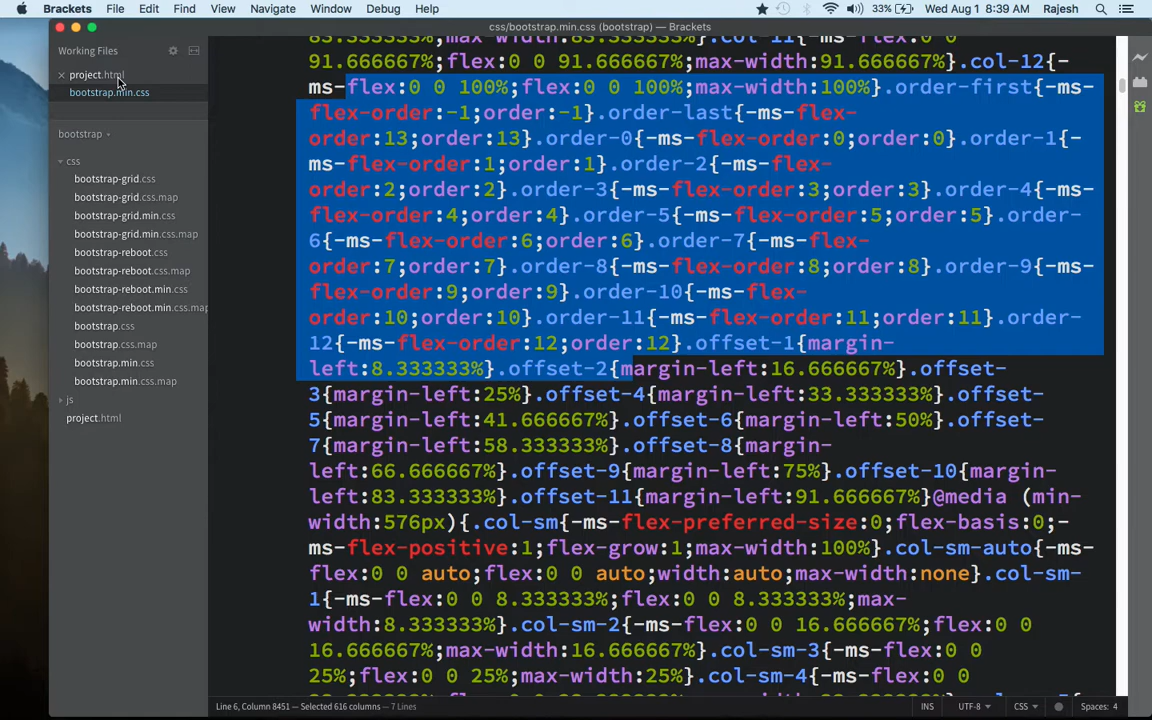 Brackets File Edit Find View Navigate Window Debug Help 33% Wed Aug 1 8:39 AM Rajesh
css/bootstrap.min.css (bootstrap) — Brackets
Working Files
project.html
bootstrap.min.css
bootstrap
css
bootstrap-grid.css
bootstrap-grid.css.map
bootstrap-grid.min.css
bootstrap-grid.min.css.map
bootstrap-reboot.css
bootstrap-reboot.css.map
bootstrap-reboot.min.css
bootstrap-reboot.min.css.map
bootstrap.css
bootstrap.css.map
bootstrap.min.css
bootstrap.min.css.map
js
project.html
83.333333%;max-width:83.333333%}.col-11{-ms-flex:0 0
91.666667%;flex:0 0 91.666667%;max-width:91.666667%}.col-12{-
ms-flex:0 0 100%;flex:0 0 100%;max-width:100%}.order-first{-ms-
flex-order:-1;order:-1}.order-last{-ms-flex-
order:13;order:13}.order-0{-ms-flex-order:0;order:0}.order-1{-
ms-flex-order:1;order:1}.order-2{-ms-flex-
order:2;order:2}.order-3{-ms-flex-order:3;order:3}.order-4{-ms-
flex-order:4;order:4}.order-5{-ms-flex-order:5;order:5}.order-
6{-ms-flex-order:6;order:6}.order-7{-ms-flex-
order:7;order:7}.order-8{-ms-flex-order:8;order:8}.order-9{-ms-
flex-order:9;order:9}.order-10{-ms-flex-
order:10;order:10}.order-11{-ms-flex-order:11;order:11}.order-
12{-ms-flex-order:12;order:12}.offset-1{margin-
left:8.333333%}.offset-2{margin-left:16.666667%}.offset-
3{margin-left:25%}.offset-4{margin-left:33.333333%}.offset-
5{margin-left:41.666667%}.offset-6{margin-left:50%}.offset-
7{margin-left:58.333333%}.offset-8{margin-
left:66.666667%}.offset-9{margin-left:75%}.offset-10{margin-
left:83.333333%}.offset-11{margin-left:91.666667%}@media (min-
width:576px){.col-sm{-ms-flex-preferred-size:0;flex-basis:0;-
ms-flex-positive:1;flex-grow:1;max-width:100%}.col-sm-auto{-ms-
flex:0 0 auto;flex:0 0 auto;width:auto;max-width:none}.col-sm-
1{-ms-flex:0 0 8.333333%;flex:0 0 8.333333%;max-
width:8.333333%}.col-sm-2{-ms-flex:0 0 16.666667%;flex:0 0
16.666667%;max-width:16.666667%}.col-sm-3{-ms-flex:0 0
25%;flex:0 0 25%;max-width:25%}.col-sm-4{-ms-flex:0 0
Line 6, Column 8451 — Selected 616 columns — 7 Lines INS UTF-8 CSS Spaces: 4